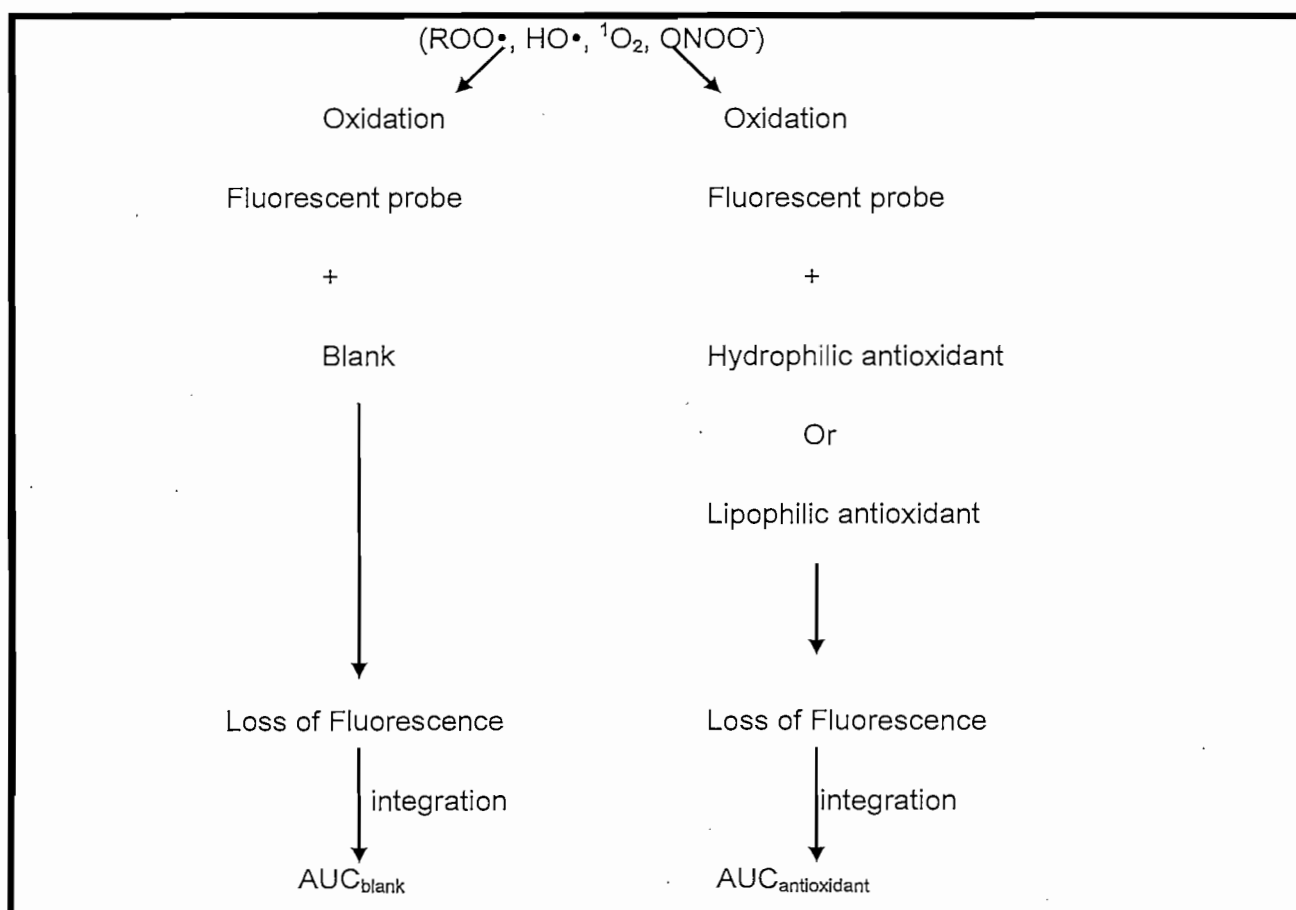 (ROO•, HO•, ¹O₂, ONOO⁻)
Oxidation Oxidation
Fluorescent probe Fluorescent probe
+ +
Blank Hydrophilic antioxidant
Or
Lipophilic antioxidant
Loss of Fluorescence Loss of Fluorescence
integration integration
AUCblank AUCantioxidant